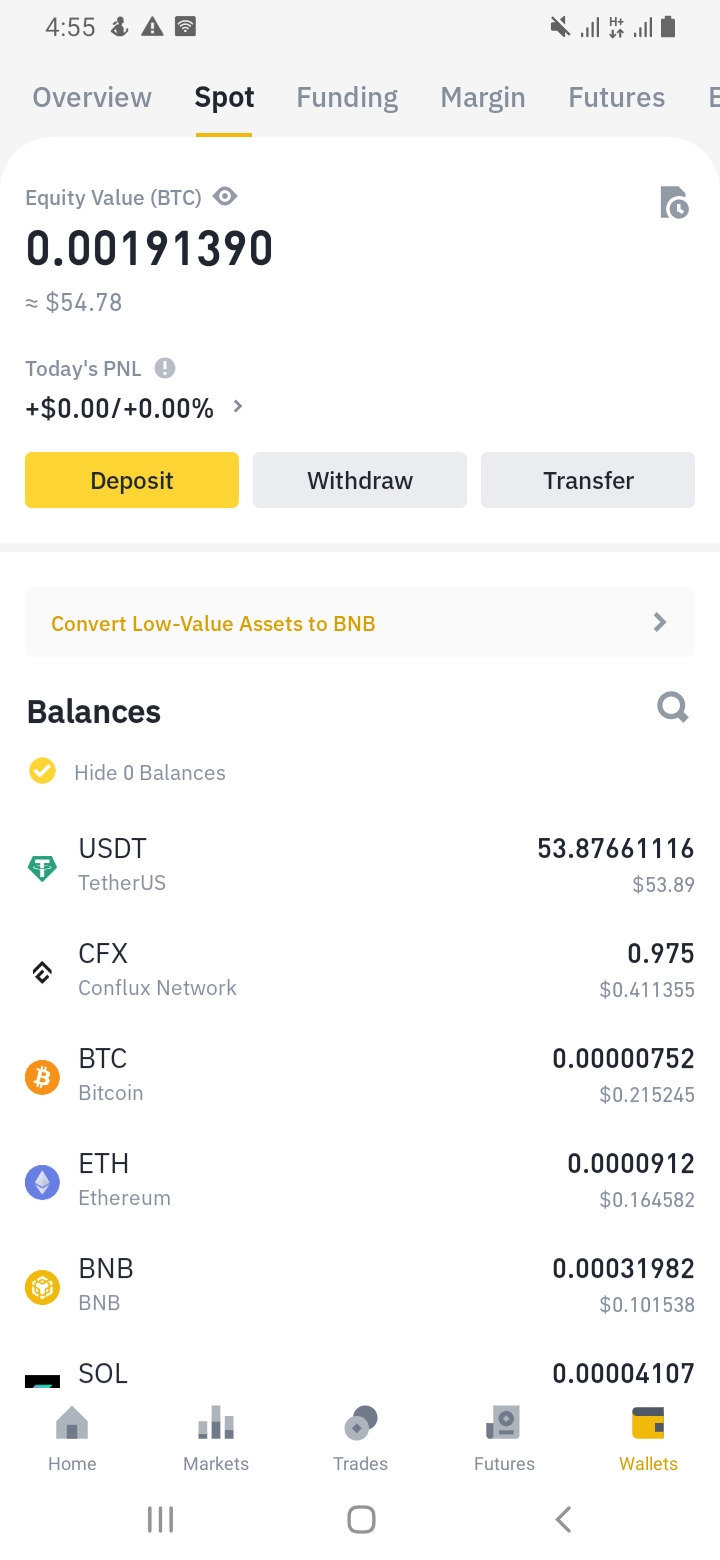 4:55
H+
Overview Spot Funding Margin Futures
Equity Value (BTC)
0.00191390
≈ $54.78
Today's PNL
+$0.00/+0.00%
Deposit Withdraw Transfer
Convert Low-Value Assets to BNB
Balances
Hide 0 Balances
USDT 53.87661116
TetherUS $53.89
CFX 0.975
Conflux Network $0.411355
BTC 0.00000752
Bitcoin $0.215245
ETH 0.0000912
Ethereum $0.164582
BNB 0.00031982
BNB $0.101538
SOL 0.00004107
Home Markets Trades Futures Wallets